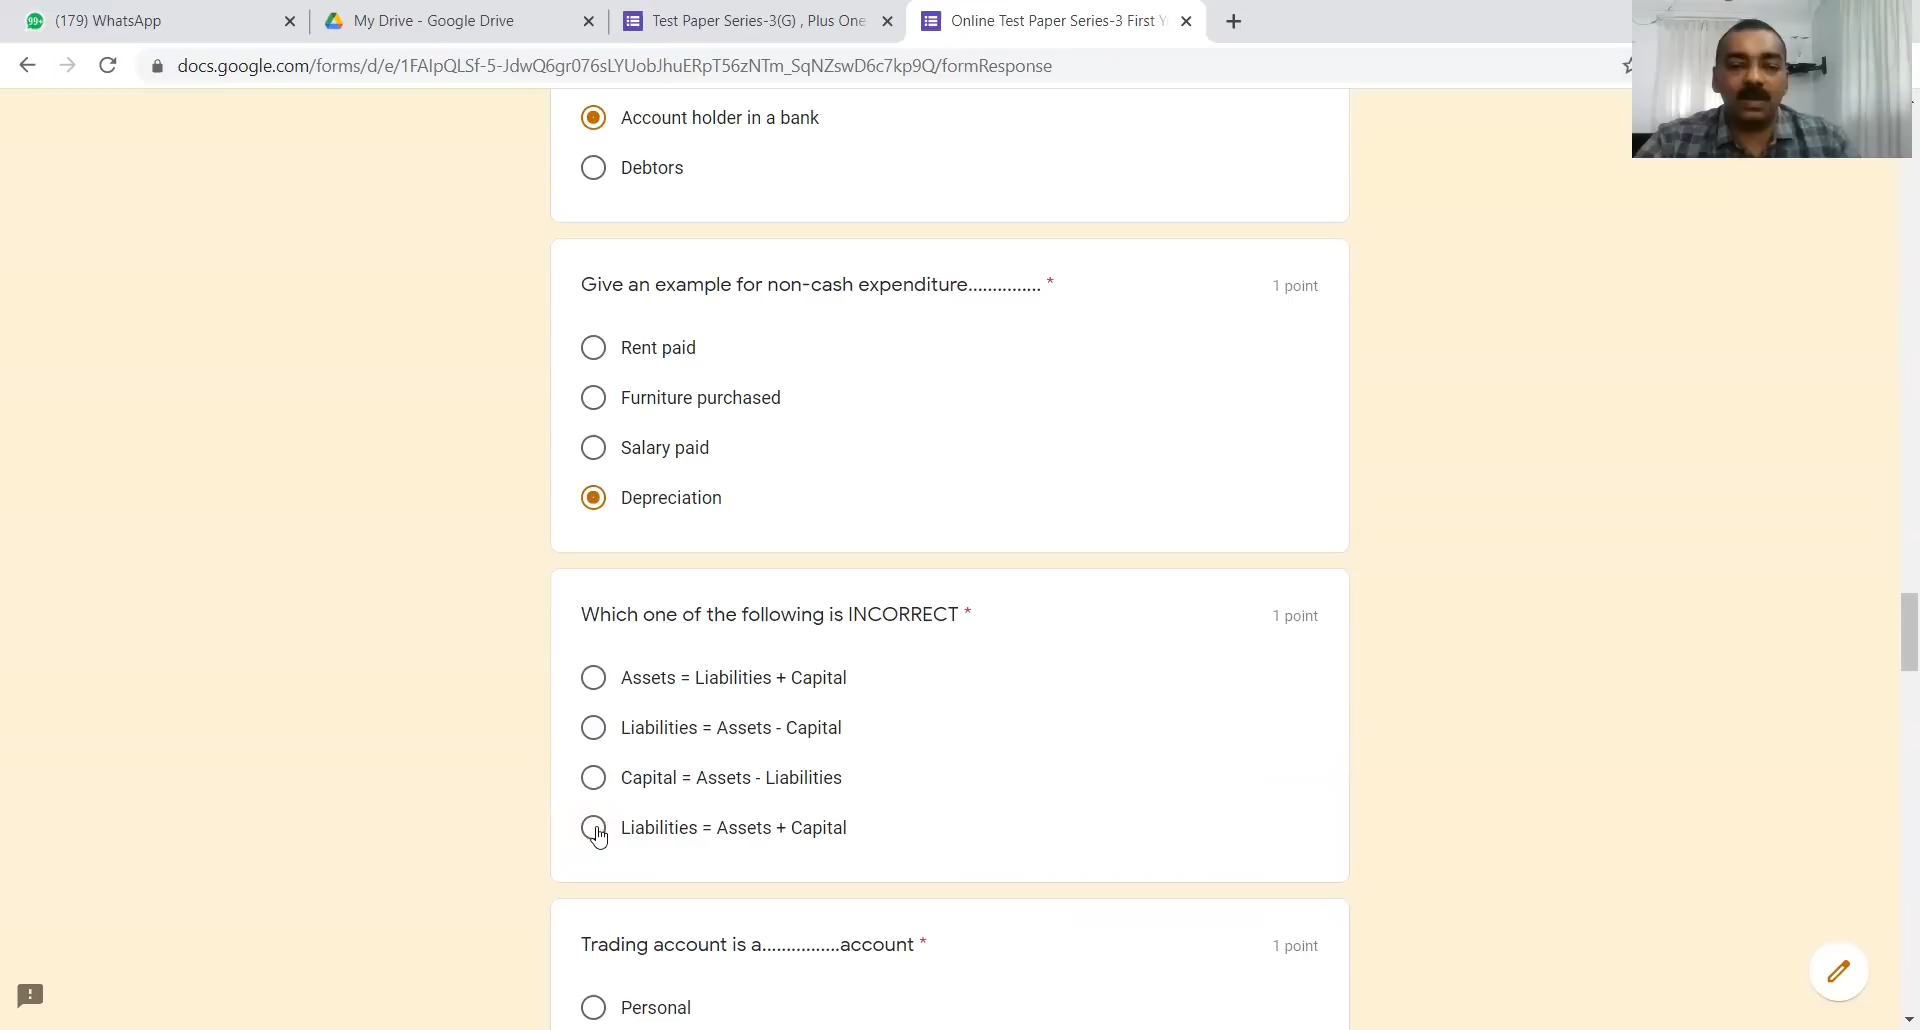 99+ (179) WhatsApp
My Drive - Google Drive
Test Paper Series-3(G) , Plus One
Online Test Paper Series-3 First Y
docs.google.com/forms/d/e/1FAIpQLSf-5-JdwQ6gr076sLYUobJhuERpT56zNTm_SqNZswD6c7kp9Q/formResponse
Account holder in a bank
Debtors
Give an example for non-cash expenditure............... * 1 point
Rent paid
Furniture purchased
Salary paid
Depreciation
Which one of the following is INCORRECT * 1 point
Assets = Liabilities + Capital
Liabilities = Assets - Capital
Capital = Assets - Liabilities
Liabilities = Assets + Capital
Trading account is a................account * 1 point
Personal